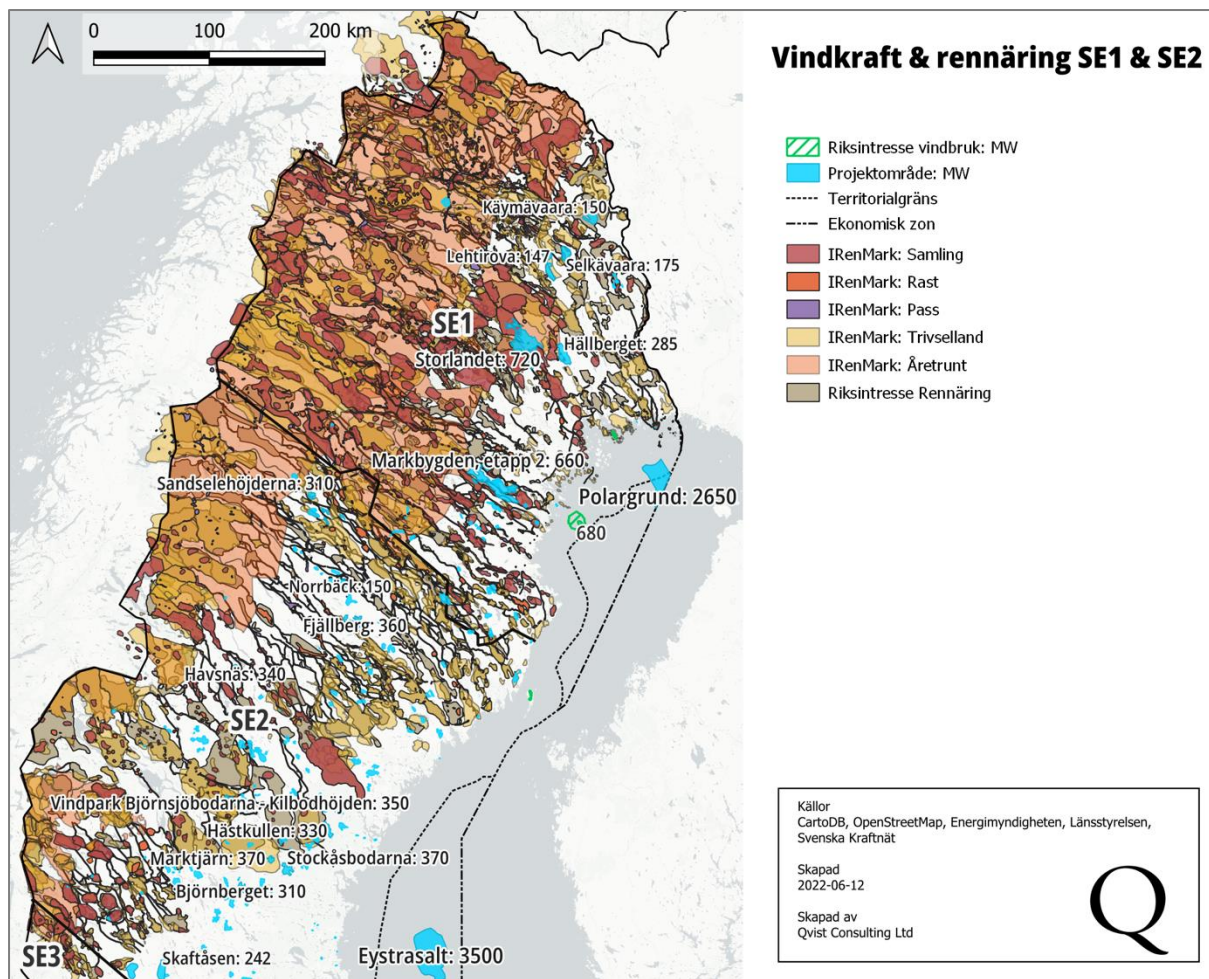 0 100 200 km
Vindkraft & rennäring SE1 & SE2
Riksintresse vindbruk: MW
Projektområde: MW
Territorialgräns
Ekonomisk zon
IRenMark: Samling
IRenMark: Rast
IRenMark: Pass
IRenMark: Trivselland
IRenMark: Åretrunt
Riksintresse Rennäring
Käymävaara: 150
Lehtirova: 147
Selkävaara: 175
SE1
Hällberget: 285
Storlandet: 720
Markbygden, etapp 2: 660
Sandselehöjderna: 310
Polargrund: 2650
680
Norrbäck: 150
Fjällberg: 360
Havsnäs: 340
SE2
Vindpark Björnsjöbodarna - Kilbodhöjden: 350
Hästkullen: 330
Marktjärn: 370
Stockåsbodarna: 370
Björnberget: 310
SE3
Skaftåsen: 242
Eystrasalt: 3500
Källor
CartoDB, OpenStreetMap, Energimyndigheten, Länsstyrelsen,
Svenska Kraftnät
Skapad
2022-06-12
Skapad av
Qvist Consulting Ltd
Q